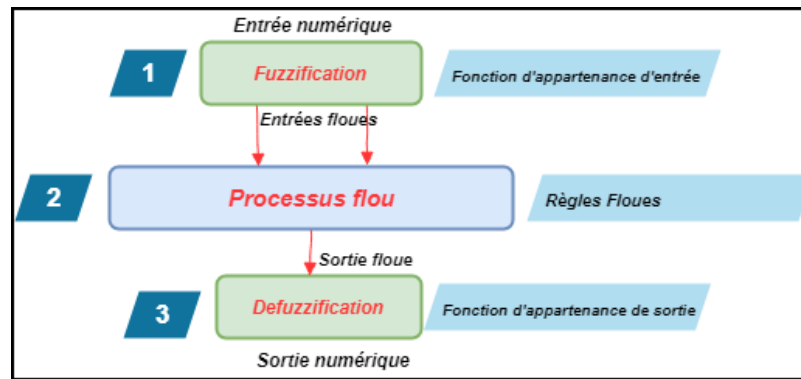 Entrée numérique
1
Fuzzification
Fonction d'appartenance d'entrée
Entrées floues
2
Processus flou
Règles Floues
Sortie floue
3
Defuzzification
Fonction d'appartenance de sortie
Sortie numérique